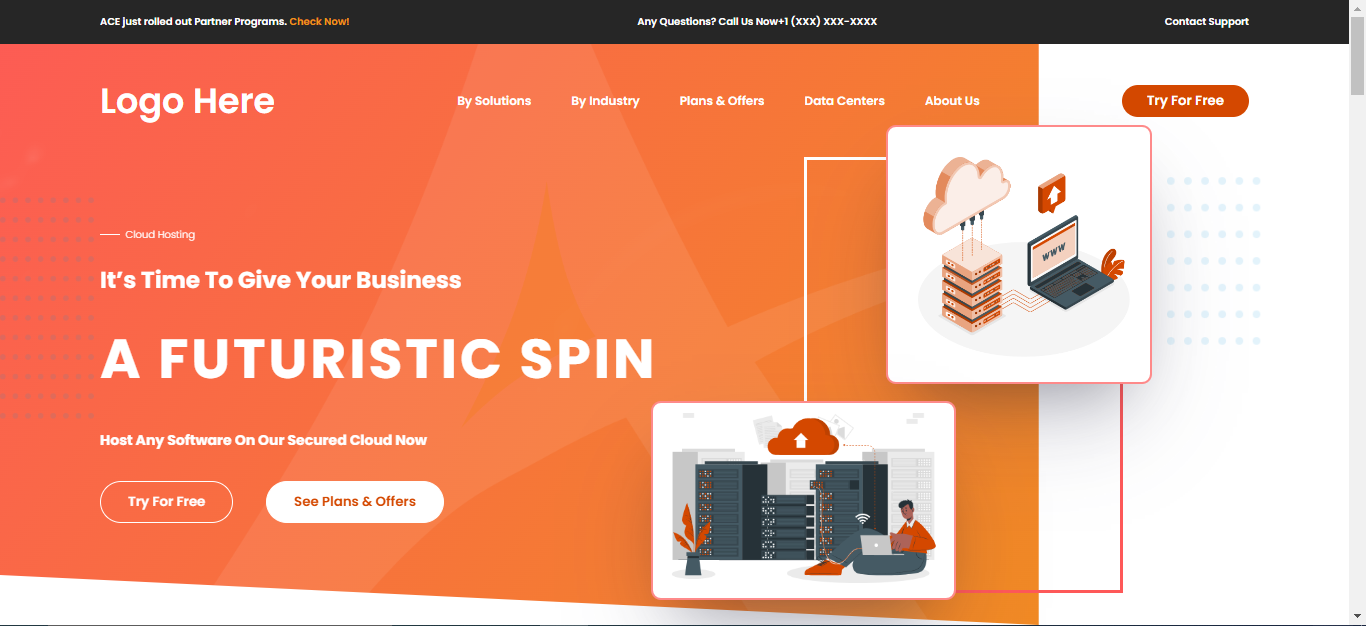 ACE just rolled out Partner Programs. Check Now!
Any Questions? Call Us Now+1 (XXX) XXX-XXXX
Contact Support
Logo Here
By Solutions
By Industry
Plans & Offers
Data Centers
About Us
Try For Free
Cloud Hosting
It’s Time To Give Your Business
A FUTURISTIC SPIN
Host Any Software On Our Secured Cloud Now
Try For Free
See Plans & Offers
WWW